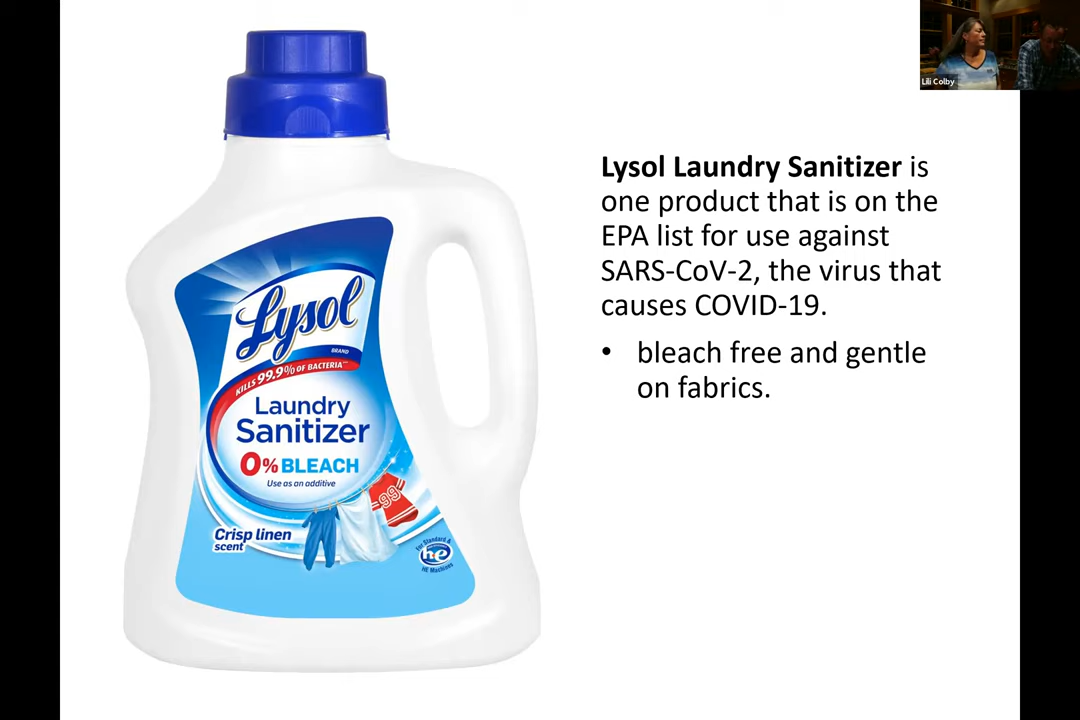 Lili Colby
Lysol
BRAND
KILLS 99.9% OF BACTERIA
Laundry
Sanitizer
0% BLEACH
Use as an additive
99
Crisp linen
scent
For Standard &
he
HE Machines
Lysol Laundry Sanitizer is
one product that is on the
EPA list for use against
SARS-CoV-2, the virus that
causes COVID-19.
• bleach free and gentle
on fabrics.